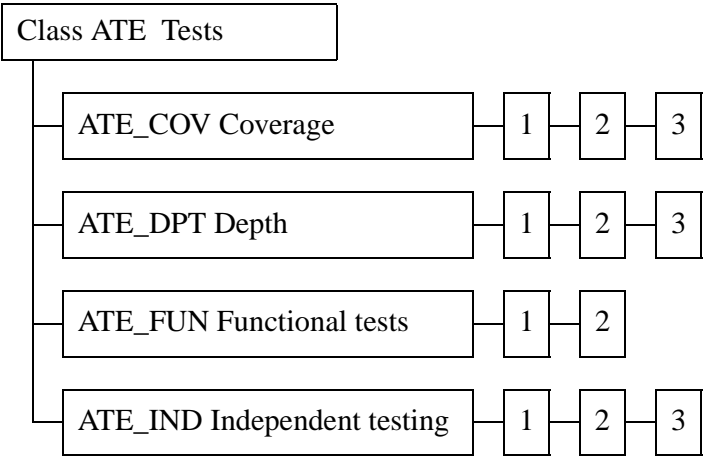 Class ATE Tests
ATE_COV Coverage 1 2 3
ATE_DPT Depth 1 2 3
ATE_FUN Functional tests 1 2
ATE_IND Independent testing 1 2 3